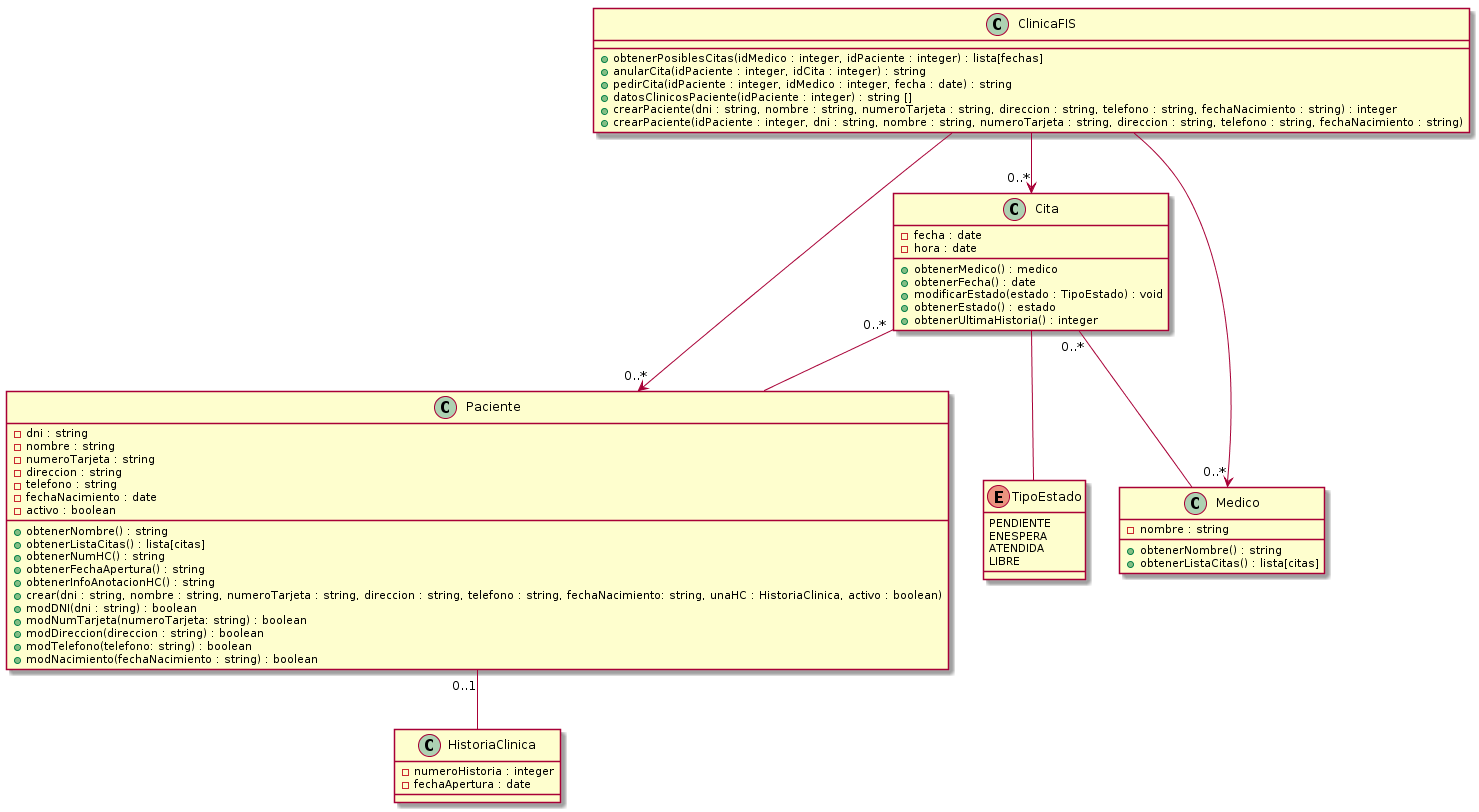 C ClinicaFIS
obtenerPosiblesCitas(idMedico : integer, idPaciente : integer) : lista[fechas]
anularCita(idPaciente : integer, idCita : integer) : string
pedirCita(idPaciente : integer, idMedico : integer, fecha : date) : string
datosClinicosPaciente(idPaciente : integer) : string []
crearPaciente(dni : string, nombre : string, numeroTarjeta : string, direccion : string, telefono : string, fechaNacimiento : string) : integer
crearPaciente(idPaciente : integer, dni : string, nombre : string, numeroTarjeta : string, direccion : string, telefono : string, fechaNacimiento : string)
0..*
C Cita
fecha : date
hora : date
obtenerMedico() : medico
obtenerFecha() : date
modificarEstado(estado : TipoEstado) : void
obtenerEstado() : estado
obtenerUltimaHistoria() : integer
0..*
0..*
0..*
C Paciente
dni : string
nombre : string
numeroTarjeta : string
direccion : string
telefono : string
fechaNacimiento : date
activo : boolean
obtenerNombre() : string
obtenerListaCitas() : lista[citas]
obtenerNumHC() : string
obtenerFechaApertura() : string
obtenerInfoAnotacionHC() : string
crear(dni : string, nombre : string, numeroTarjeta : string, direccion : string, telefono : string, fechaNacimiento: string, unaHC : HistoriaClinica, activo : boolean)
modDNI(dni : string) : boolean
modNumTarjeta(numeroTarjeta: string) : boolean
modDireccion(direccion : string) : boolean
modTelefono(telefono: string) : boolean
modNacimiento(fechaNacimiento : string) : boolean
E TipoEstado
PENDIENTE
ENESPERA
ATENDIDA
LIBRE
0..*
C Medico
nombre : string
obtenerNombre() : string
obtenerListaCitas() : lista[citas]
0..1
C HistoriaClinica
numeroHistoria : integer
fechaApertura : date